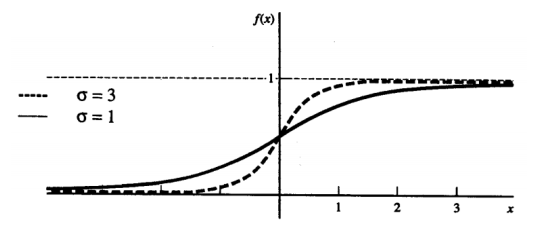 f(x)
1
σ = 3
σ = 1
1 2 3 x